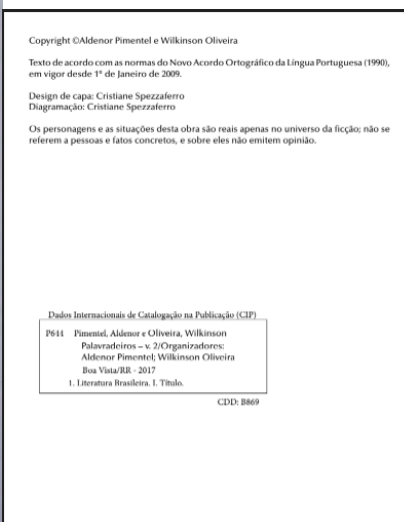 Copyright ©Aldenor Pimentel e Wilkinson Oliveira
Texto de acordo com as normas do Novo Acordo Ortográfico da Língua Portuguesa (1990),
em vigor desde 1º de Janeiro de 2009.
Design de capa: Cristiane Spezzaferro
Diagramação: Cristiane Spezzaferro
Os personagens e as situações desta obra são reais apenas no universo da ficção; não se
referem a pessoas e fatos concretos, e sobre eles não emitem opinião.
Dados Internacionais de Catalogação na Publicação (CIP)
P644 Pimentel, Aldenor e Oliveira, Wilkinson
Palavradeiros – v. 2/Organizadores:
Aldenor Pimentel; Wilkinson Oliveira
Boa Vista/RR - 2017
1. Literatura Brasileira. I. Título.
CDD: B869